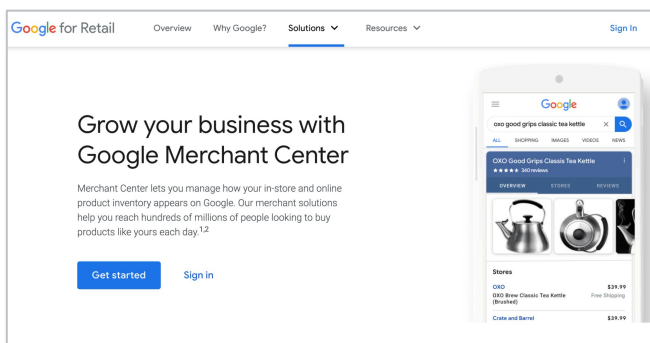 Google for Retail
Overview
Why Google?
Solutions
Resources
Sign In
Grow your business with
Google Merchant Center
Merchant Center lets you manage how your in-store and online
product inventory appears on Google. Our merchant solutions
help you reach hundreds of millions of people looking to buy
products like yours each day.1,2
Get started
Sign in
Google
oxo good grips classic tea kettle
ALL SHOPPING IMAGES VIDEOS NEWS
OXO Good Grips Classis Tea Kettle
★★★★★ 340 reviews
OVERVIEW STORES REVIEWS
Stores
OXO $39.99
OXO Brew Classic Tea Kettle Free Shipping
(Brushed)
Crate and Barrel $39.99